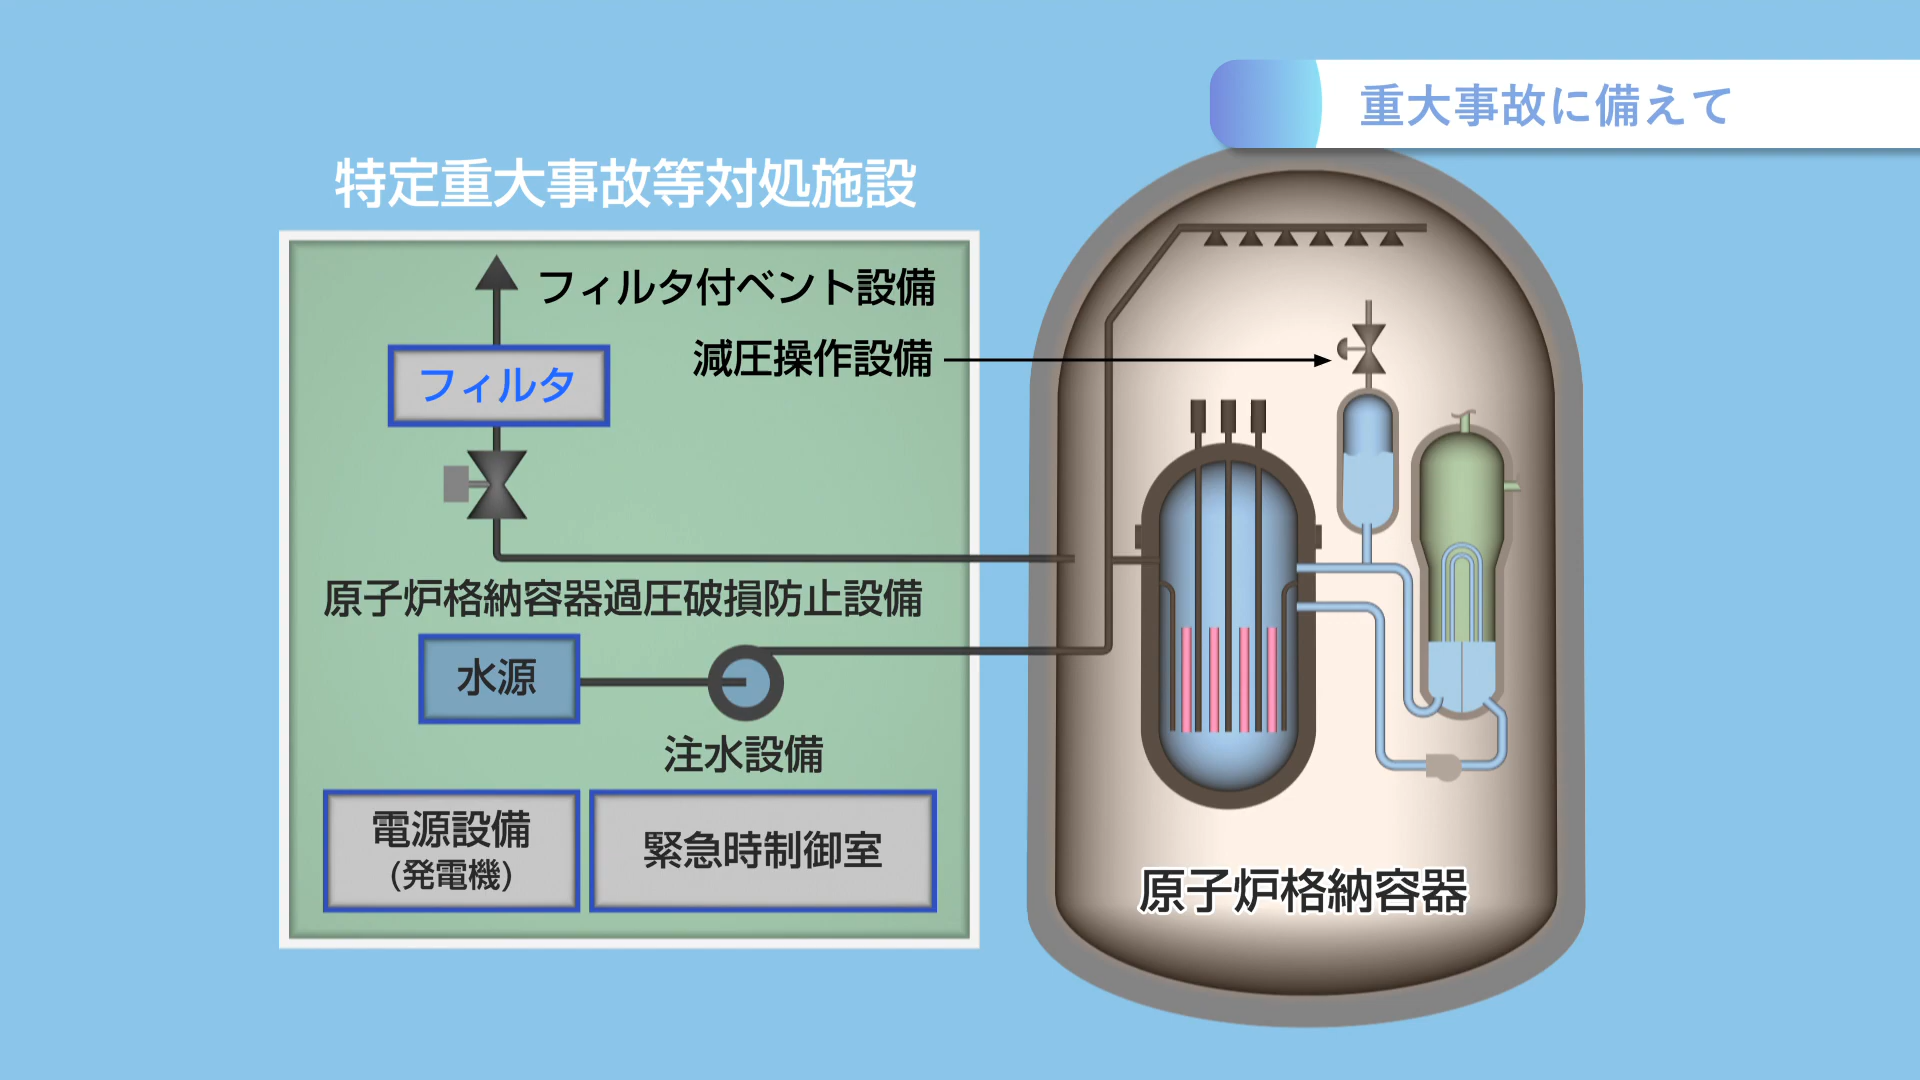 重大事故に備えて
特定重大事故等対処施設
フィルタ付ベント設備
減圧操作設備
フィルタ
原子炉格納容器過圧破損防止設備
水源
注水設備
電源設備
(発電機)
緊急時制御室
原子炉格納容器